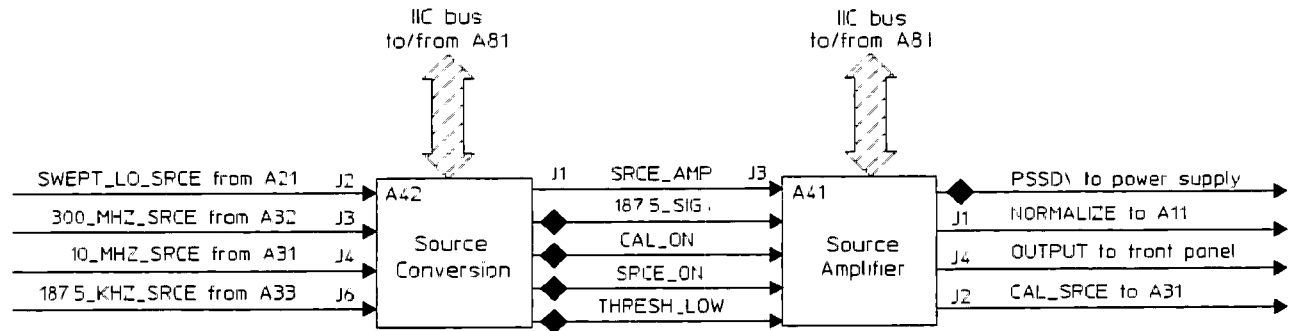 IIC bus
to/from A81
IIC bus
to/from A81
SWEPT_LO_SRCE from A21 J2
300_MHZ_SRCE from A32 J3
10_MHZ_SRCE from A31 J4
187.5_KHZ_SRCE from A33 J6
A42
Source
Conversion
J1 SRCE_AMP J3
187.5_SIG
CAL_ON
SRCE_ON
THRESH_LOW
A41
Source
Amplifier
PSSD\ to power supply
J1 NORMALIZE to A11
J4 OUTPUT to front panel
J2 CAL_SRCE to A31